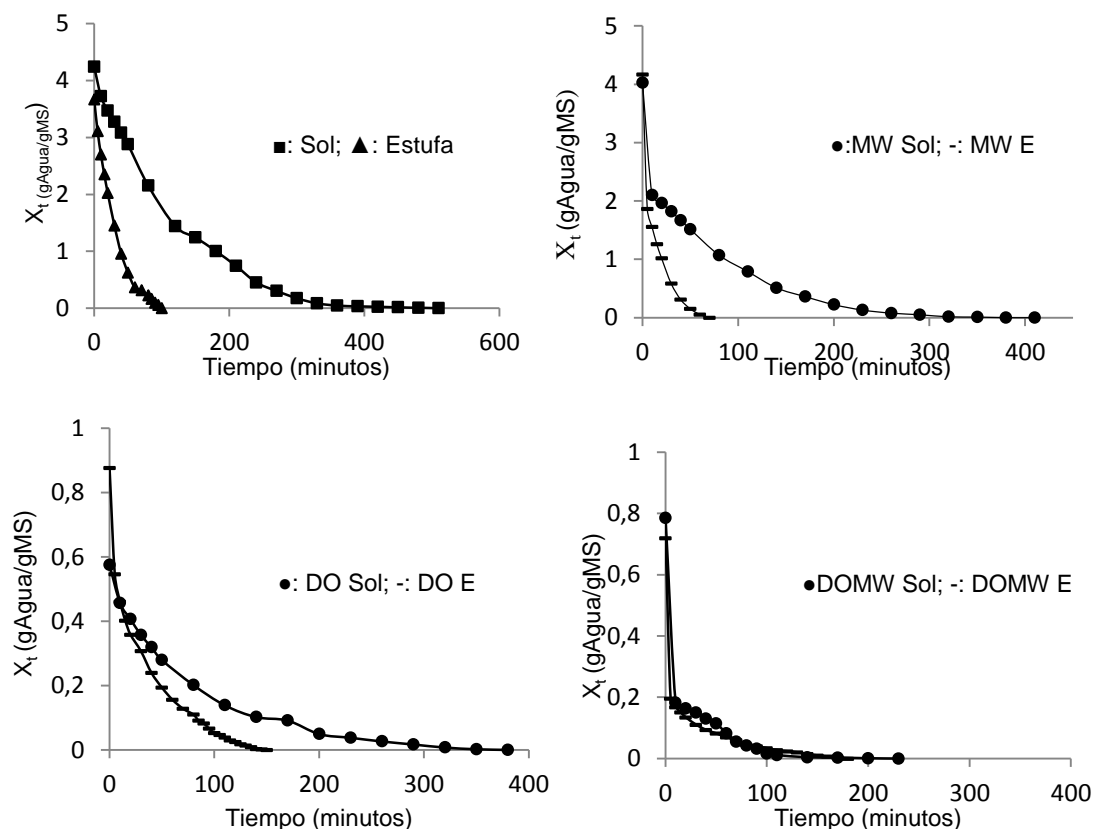 5
4
3
2
1
0
X_t (gAgua/gMS)
■: Sol; ▲: Estufa
0 200 400 600
Tiempo (minutos)
5
4
3
2
1
0
X_t (gAgua/gMS)
●:MW Sol; -: MW E
0 100 200 300 400
Tiempo (minutos)
1
0,8
0,6
0,4
0,2
0
X_t (gAgua/gMS)
●: DO Sol; -: DO E
0 100 200 300 400
Tiempo (minutos)
1
0,8
0,6
0,4
0,2
0
X_t (gAgua/gMS)
●DOMW Sol; -: DOMW E
0 100 200 300 400
Tiempo (minutos)